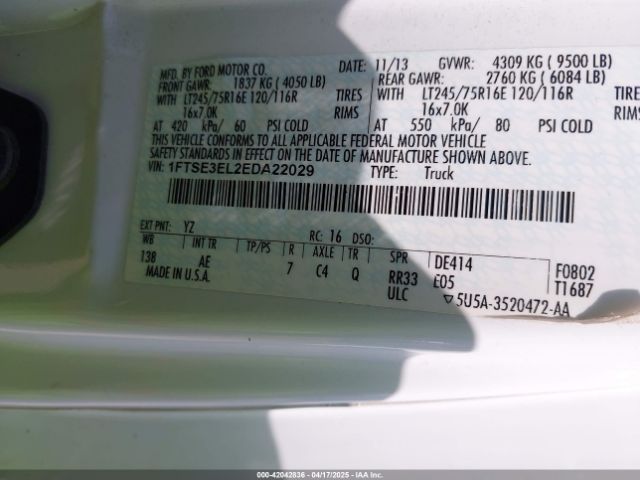 MFD. BY FORD MOTOR CO. DATE: 11/13 GVWR: 4309 KG ( 9500 LB)
FRONT GAWR: 1837 KG ( 4050 LB) REAR GAWR: 2760 KG ( 6084 LB)
WITH LT245/75R16E 120/116R TIRES WITH LT245/75R16E 120/116R TIRES
16x7.0K RIMS 16x7.0K RIMS
AT 420 kPa/ 60 PSI COLD AT 550 kPa/ 80 PSI COLD
THIS VEHICLE CONFORMS TO ALL APPLICABLE FEDERAL MOTOR VEHICLE
SAFETY STANDARDS IN EFFECT ON THE DATE OF MANUFACTURE SHOWN ABOVE.
VIN: 1FTSE3EL2EDA22029 TYPE: Truck
EXT PNT: YZ RC: 16 DSO:
WB INT TR TP/PS R AXLE TR SPR
138 AE 7 C4 Q RR33 DE414 F0802
MADE IN U.S.A. ULC E05 T1687
▽5U5A-3520472-AA
000-42042836 - 04/17/2025 - IAA Inc.